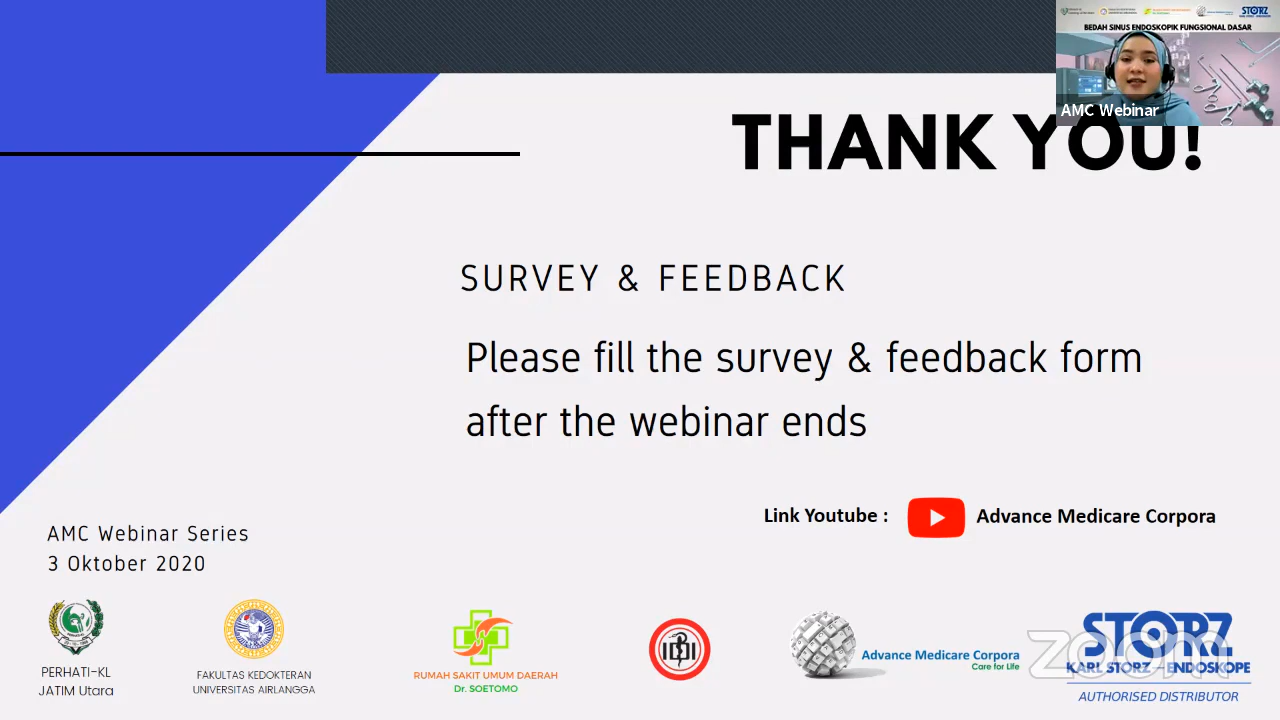 STORZ
BEDAH SINUS ENDOSKOPIK FUNGSIONAL DASAR
AMC Webinar
THANK YOU!
SURVEY & FEEDBACK
Please fill the survey & feedback form
after the webinar ends
Link Youtube :
Advance Medicare Corpora
AMC Webinar Series
3 Oktober 2020
PERHATI-KL
JATIM Utara
FAKULTAS KEDOKTERAN
UNIVERSITAS AIRLANGGA
RUMAH SAKIT UMUM DAERAH
Dr. SOETOMO
IDI
Advance Medicare Corpora
Care for Life
STORZ
KARL STORZ – ENDOSKOPE
AUTHORISED DISTRIBUTOR
zoom